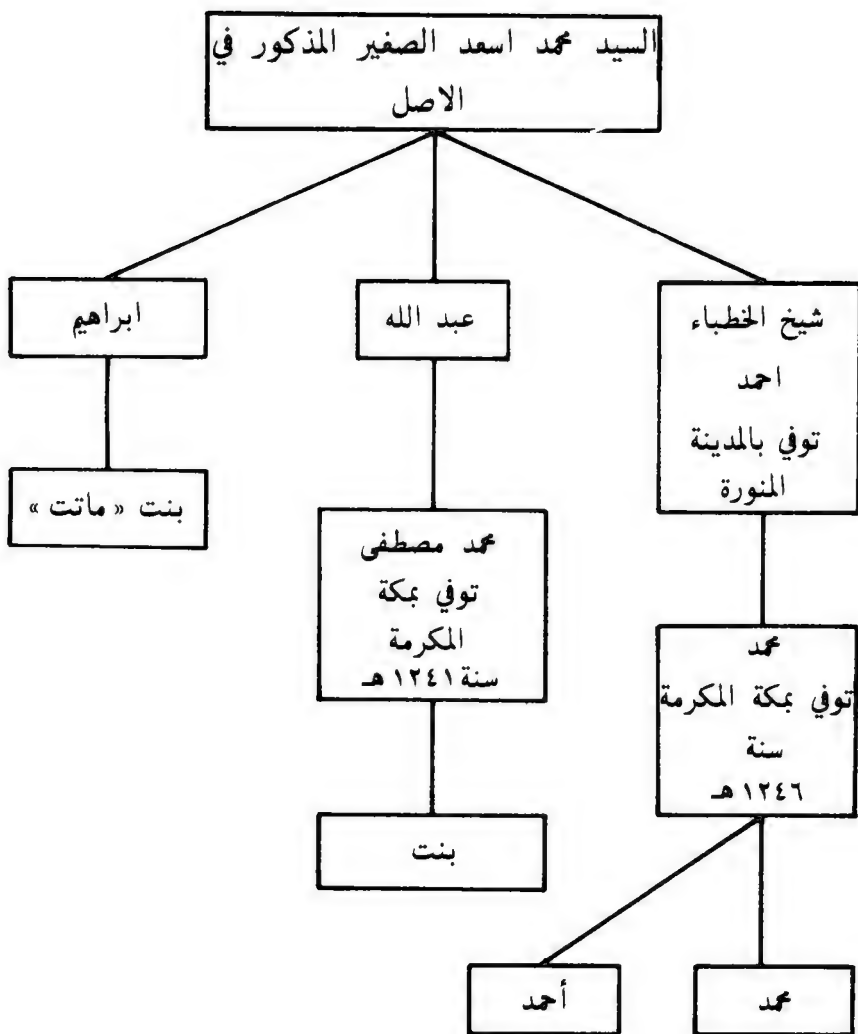 السيد محمد اسعد الصفير المذكور في
الاصل
شيخ الخطباء
احمد
توفي بالمدينة
المنورة
عبد الله
ابراهيم
بنت « ماتت »
محمد مصطفى
توفي بمكة
المكرمة
سنة ١٢٤١ هـ
محمد
توفي بمكة المكرمة
سنة
١٢٤٦ هـ
بنت
محمد
أحمد